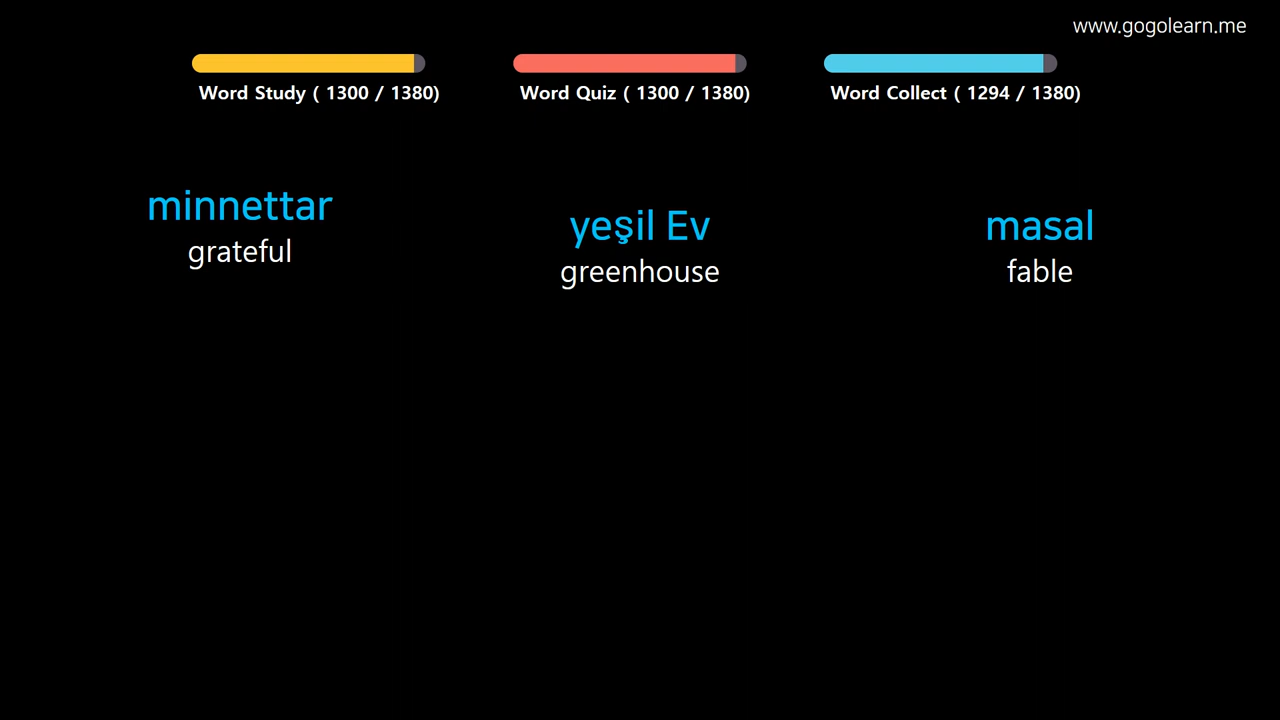 www.gogolearn.me
Word Study ( 1300 / 1380)
Word Quiz ( 1300 / 1380)
Word Collect ( 1294 / 1380)
minnettar
grateful
yeşil Ev
greenhouse
masal
fable